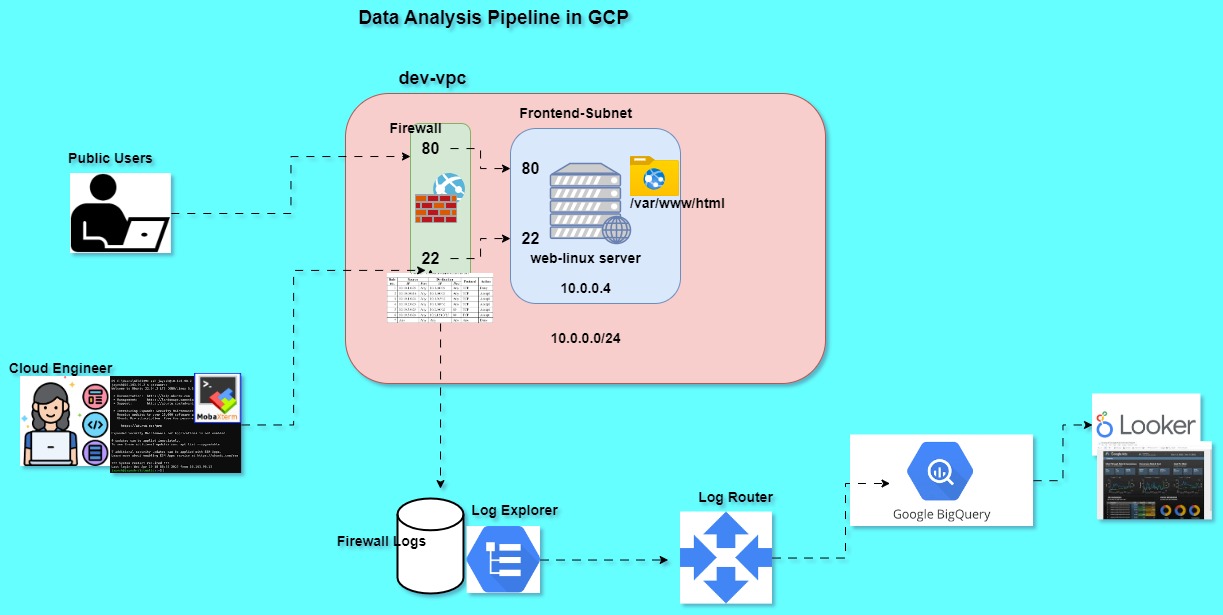 Data Analysis Pipeline in GCP
dev-vpc
Frontend-Subnet
Firewall
80
80
Public Users
/var/www/html
22
22
web-linux server
10.0.0.4
10.0.0.0/24
Cloud Engineer
MobaXterm
Looker
Google BigQuery
Log Router
Log Explorer
Firewall Logs